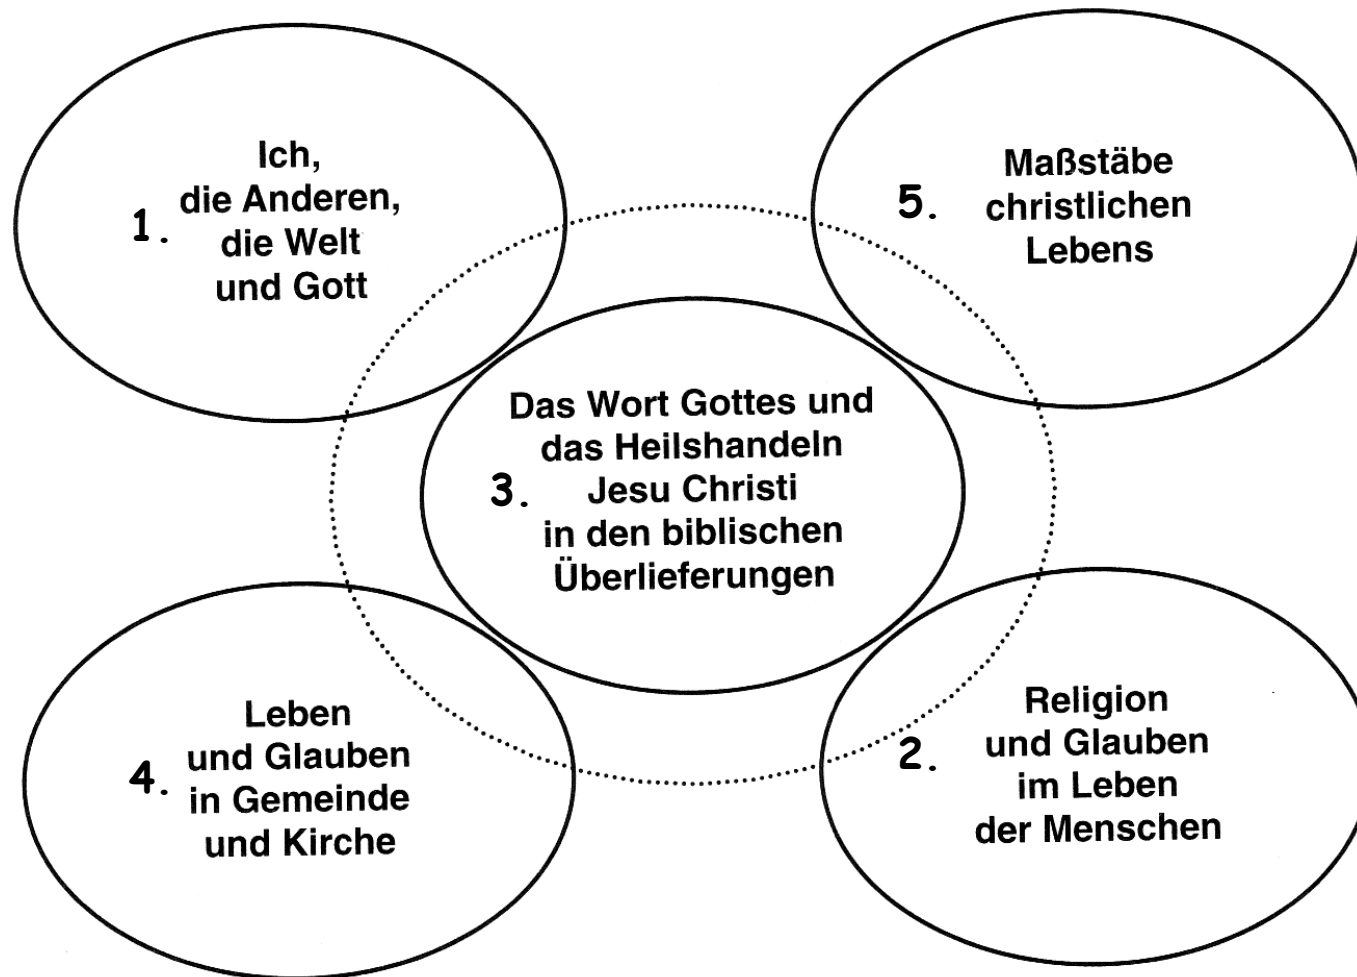 1.
Ich,
die Anderen,
die Welt
und Gott
5.
Maßstäbe
christlichen
Lebens
3.
Das Wort Gottes und
das Heilshandeln
Jesu Christi
in den biblischen
Überlieferungen
4.
Leben
und Glauben
in Gemeinde
und Kirche
2.
Religion
und Glauben
im Leben
der Menschen